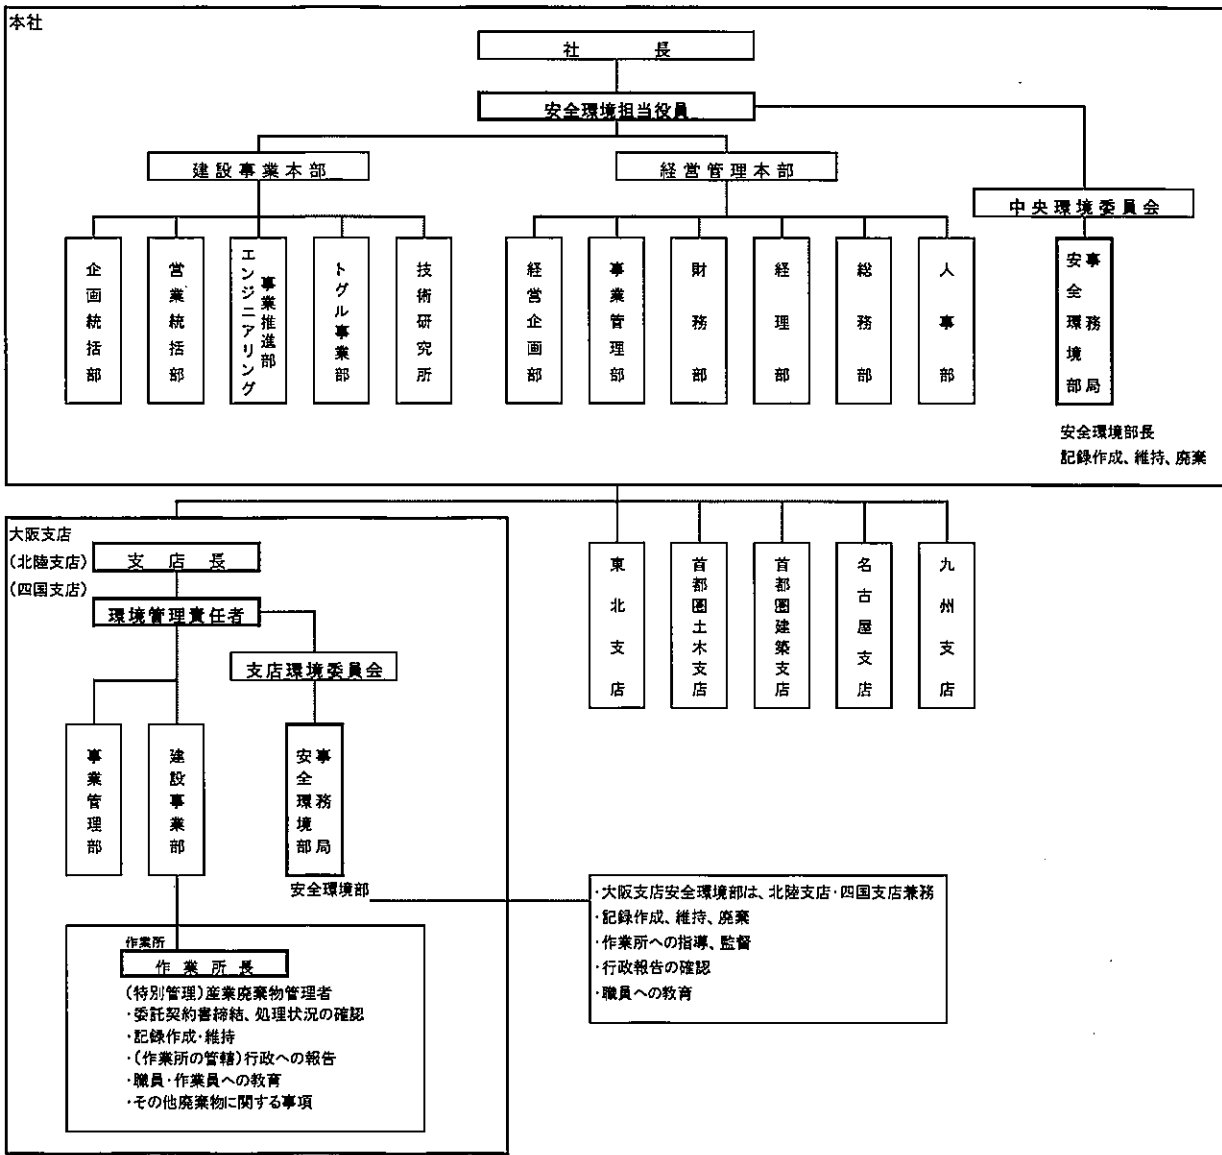 本社
社長
安全環境担当役員
建設事業本部
経営管理本部
中央環境委員会
企画統括部
営業統括部
エンジニアリング
事業推進部
トグル事業部
技術研究所
経営企画部
事業管理部
財務部
経理部
総務部
人事部
事務局
安全環境部
安全環境部長
記録作成、維持、廃棄
大阪支店
(北陸支店)
(四国支店)
支店長
環境管理責任者
支店環境委員会
事業管理部
建設事業部
事務局
安全環境部
安全環境部
東北支店
首都圏土木支店
首都圏建築支店
名古屋支店
九州支店
・大阪支店安全環境部は、北陸支店・四国支店兼務
・記録作成、維持、廃棄
・作業所への指導、監督
・行政報告の確認
・職員への教育
作業所
作業所長
(特別管理)産業廃棄物管理者
・委託契約書締結、処理状況の確認
・記録作成・維持
・(作業所の管轄)行政への報告
・職員・作業員への教育
・その他廃棄物に関する事項